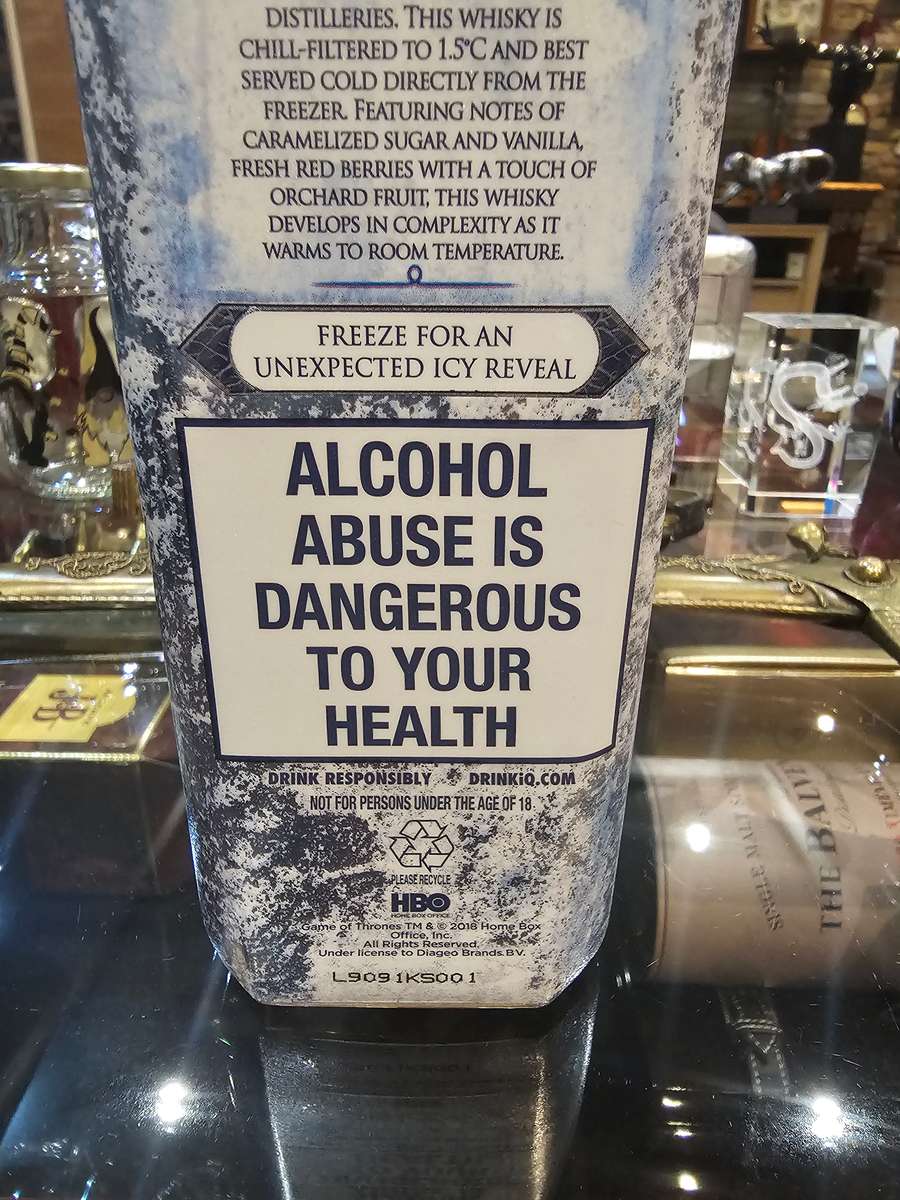 DISTILLERIES. THIS WHISKY IS
CHILL-FILTERED TO 1.5°C AND BEST
SERVED COLD DIRECTLY FROM THE
FREEZER. FEATURING NOTES OF
CARAMELIZED SUGAR AND VANILLA,
FRESH RED BERRIES WITH A TOUCH OF
ORCHARD FRUIT, THIS WHISKY
DEVELOPS IN COMPLEXITY AS IT
WARMS TO ROOM TEMPERATURE.
FREEZE FOR AN
UNEXPECTED ICY REVEAL
ALCOHOL
ABUSE IS
DANGEROUS
TO YOUR
HEALTH
DRINK RESPONSIBLY DRINKiQ.COM
NOT FOR PERSONS UNDER THE AGE OF 18
PLEASE RECYCLE
HBO
HOME BOX OFFICE
Game of Thrones TM & © 2018 Home Box
Office, Inc.
All Rights Reserved.
Under license to Diageo Brands.BV.
L9091KS001
J&B
SINGLE MALT
THE BALVE